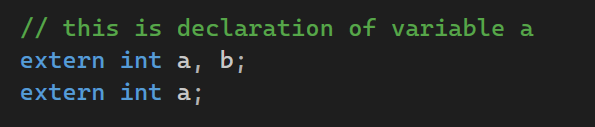 // this is declaration of variable a
extern int a, b;
extern int a;